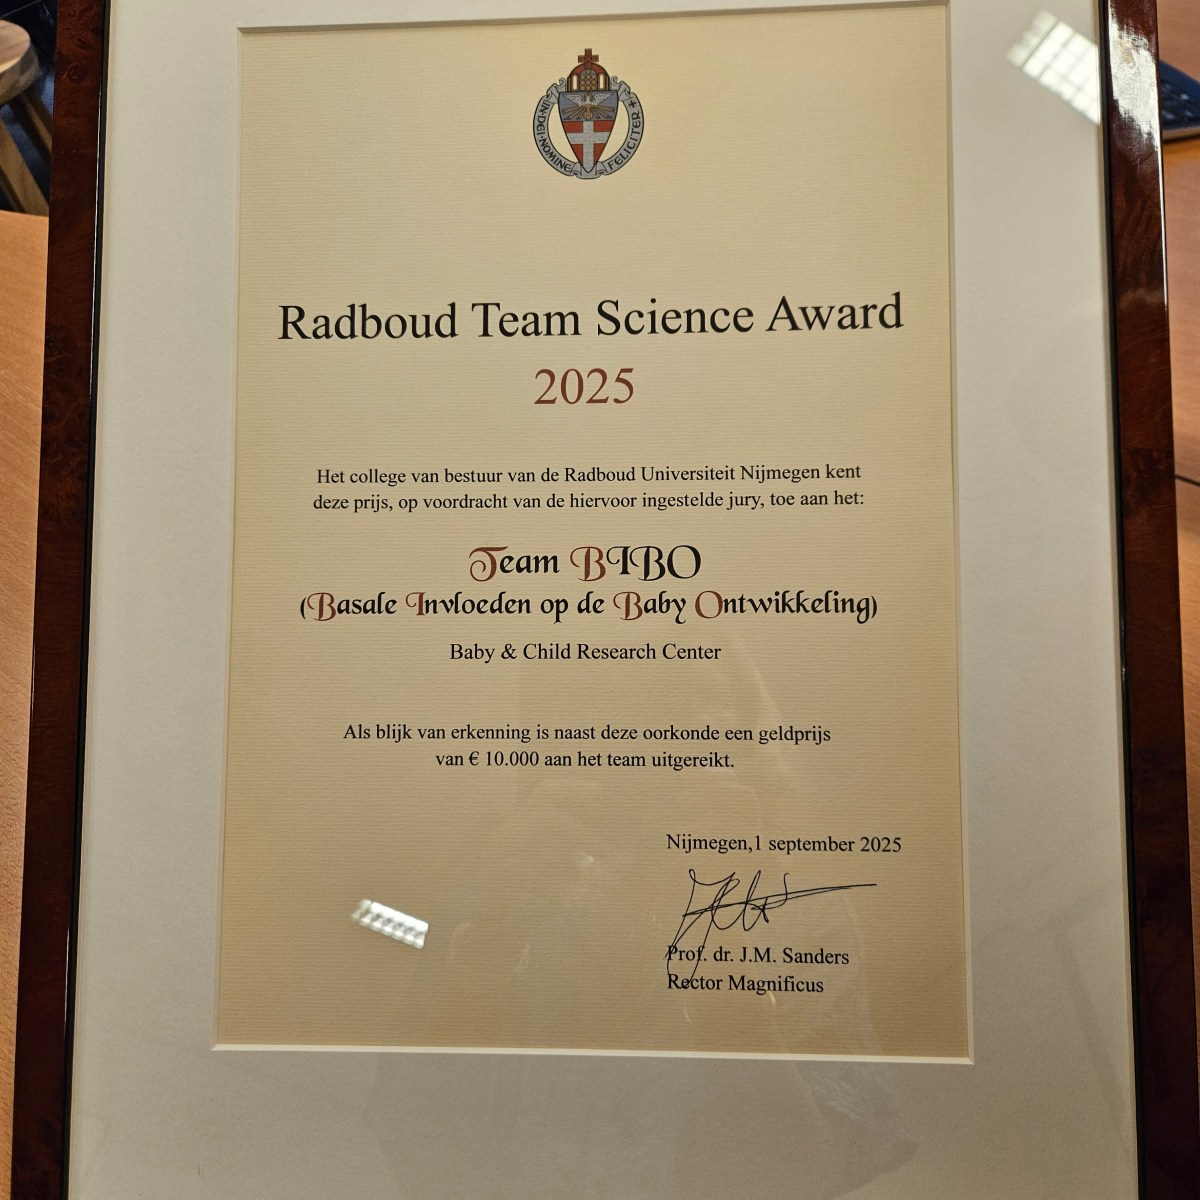 IN·DEI·NOMINE FELICITER
Radboud Team Science Award
2025
Het college van bestuur van de Radboud Universiteit Nijmegen kent
deze prijs, op voordracht van de hiervoor ingestelde jury, toe aan het:
Team BIBO
(Basale Invloeden op de Baby Ontwikkeling)
Baby & Child Research Center
Als blijk van erkenning is naast deze oorkonde een geldprijs
van € 10.000 aan het team uitgereikt.
Nijmegen,1 september 2025
Prof. dr. J.M. Sanders
Rector Magnificus